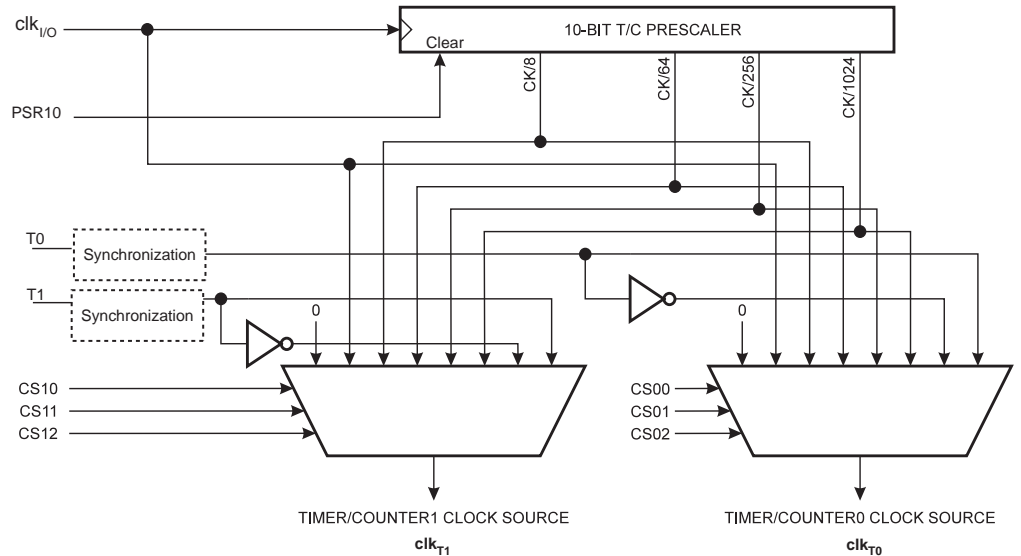 clkI/O
10-BIT T/C PRESCALER
Clear
CK/8
CK/64
CK/256
CK/1024
PSR10
T0
Synchronization
T1
Synchronization
0
0
CS10
CS11
CS12
CS00
CS01
CS02
TIMER/COUNTER1 CLOCK SOURCE
clkT1
TIMER/COUNTER0 CLOCK SOURCE
clkT0